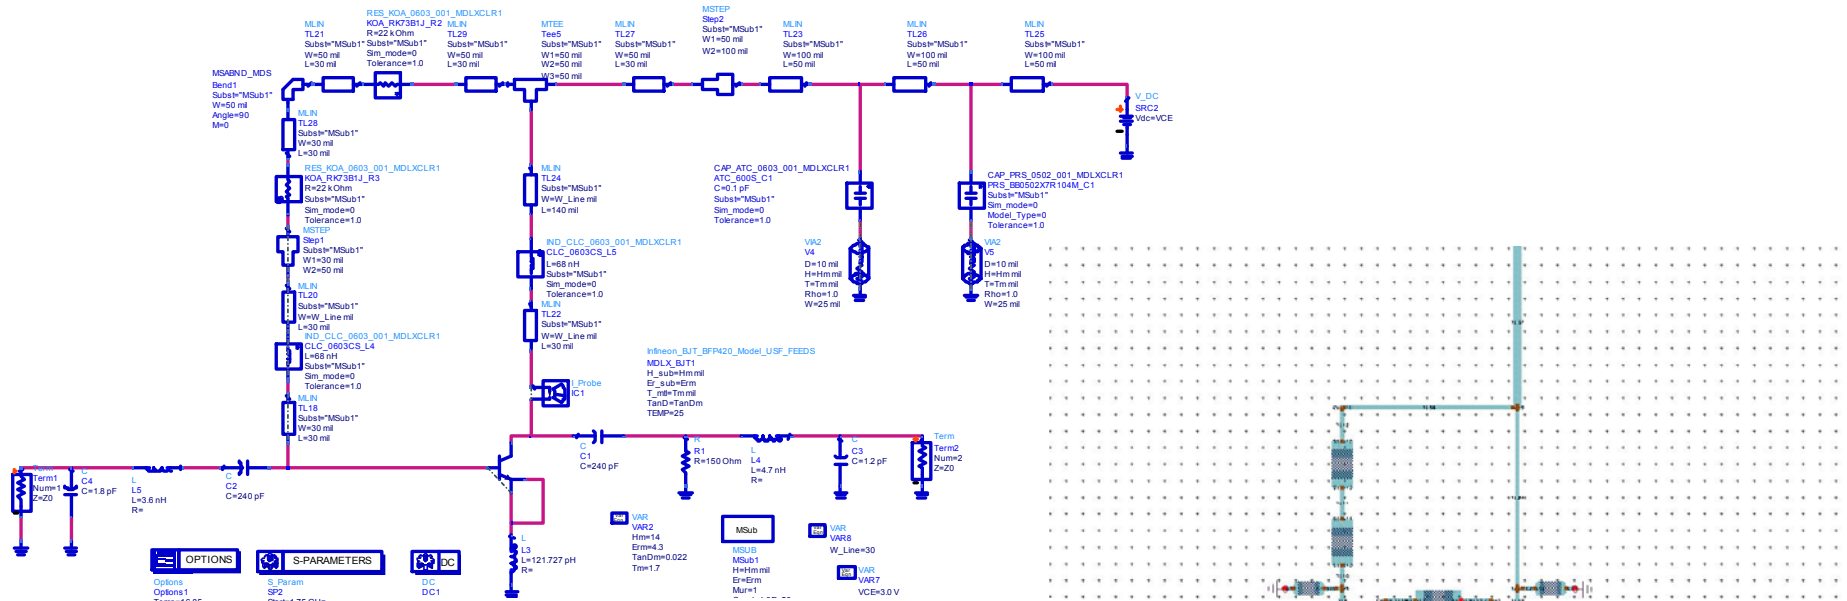 MLIN
TL21
Subst="MSub1"
W=50 mil
L=30 mil
RES_KOA_0603_001_MDLXCLR1
KOA_RK73B1J_R2
R=22 kOhm
Subst="MSub1"
Sim_mode=0
Tolerance=1.0
MLIN
TL29
Subst="MSub1"
W=50 mil
L=30 mil
MTEE
Tee5
Subst="MSub1"
W1=50 mil
W2=50 mil
W3=50 mil
MLIN
TL27
Subst="MSub1"
W=50 mil
L=30 mil
MSTEP
Step2
Subst="MSub1"
W1=50 mil
W2=100 mil
MLIN
TL23
Subst="MSub1"
W=100 mil
L=50 mil
MLIN
TL26
Subst="MSub1"
W=100 mil
L=50 mil
MLIN
TL25
Subst="MSub1"
W=100 mil
L=50 mil
MSABND_MDS
Bend1
Subst="MSub1"
W=50 mil
Angle=90
M=0
V_DC
SRC2
Vdc=VCE
MLIN
TL28
Subst="MSub1"
W=30 mil
L=30 mil
RES_KOA_0603_001_MDLXCLR1
KOA_RK73B1J_R3
R=22 kOhm
Subst="MSub1"
Sim_mode=0
Tolerance=1.0
MLIN
TL24
Subst="MSub1"
W=W_Line mil
L=140 mil
CAP_ATC_0603_001_MDLXCLR1
ATC_600S_C1
C=0.1 pF
Subst="MSub1"
Sim_mode=0
Tolerance=1.0
CAP_PRS_0502_001_MDLXCLR1
PRS_BB0502X7R104M_C1
Subst="MSub1"
Sim_mode=0
Model_Type=0
Tolerance=1.0
MSTEP
Step1
Subst="MSub1"
W1=30 mil
W2=50 mil
IND_CLC_0603_001_MDLXCLR1
CLC_0603CS_L5
L=68 nH
Subst="MSub1"
Sim_mode=0
Tolerance=1.0
VIA2
V4
D=10 mil
H=Hm mil
T=Tm mil
Rho=1.0
W=25 mil
VIA2
V5
D=10 mil
H=Hm mil
T=Tm mil
Rho=1.0
W=25 mil
MLIN
TL20
Subst="MSub1"
W=W_Line mil
L=30 mil
MLIN
TL22
Subst="MSub1"
W=W_Line mil
L=30 mil
IND_CLC_0603_001_MDLXCLR1
CLC_0603CS_L4
L=68 nH
Subst="MSub1"
Sim_mode=0
Tolerance=1.0
Infineon_BJT_BFP420_Model_USF_FEEDS
MDLX_BJT1
H_sub=Hm mil
Er_sub=Erm
T_mtl=Tm mil
TanD=TanDm
TEMP=25
I_Probe
IC1
MLIN
TL18
Subst="MSub1"
W=30 mil
L=30 mil
Term
Term1
Num=1
Z=Z0
C
C4
C=1.8 pF
L
L5
L=3.6 nH
R=
C
C2
C=240 pF
C
C1
C=240 pF
R
R1
R=150 Ohm
L
L4
L=4.7 nH
R=
C
C3
C=1.2 pF
Term
Term2
Num=2
Z=Z0
L
L3
L=121.727 pH
R=
VAR
VAR2
Hm=14
Erm=4.3
TanDm=0.022
Tm=1.7
MSub
MSUB
MSub1
H=Hm mil
Er=Erm
Mur=1
VAR
VAR8
W_Line=30
VAR
VAR7
VCE=3.0 V
OPTIONS
Options
Options1
S-PARAMETERS
S_Param
SP2
DC
DC
DC1